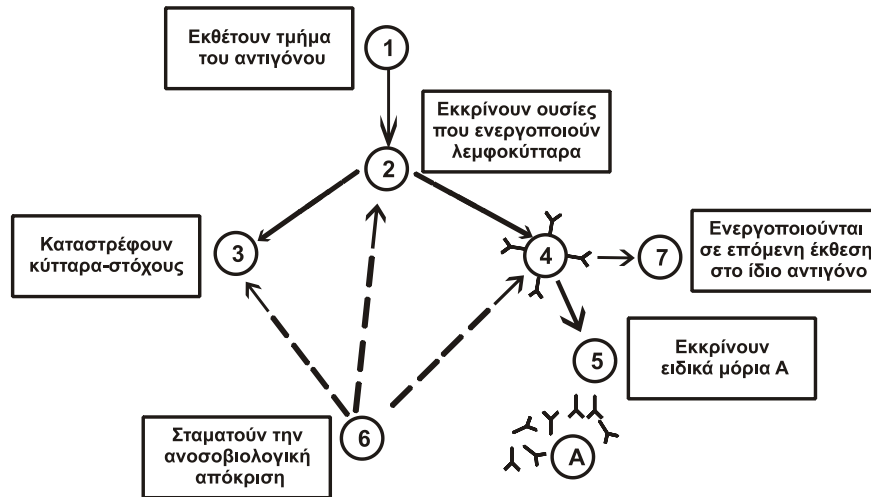 Εκθέτουν τμήμα
του αντιγόνου
1
Εκκρίνουν ουσίες
που ενεργοποιούν
λεμφοκύτταρα
2
Καταστρέφουν
κύτταρα-στόχους
3
4
7
Ενεργοποιούνται
σε επόμενη έκθεση
στο ίδιο αντιγόνο
5
Εκκρίνουν
ειδικά μόρια Α
Σταματούν την
ανοσοβιολογική
απόκριση
6
Α